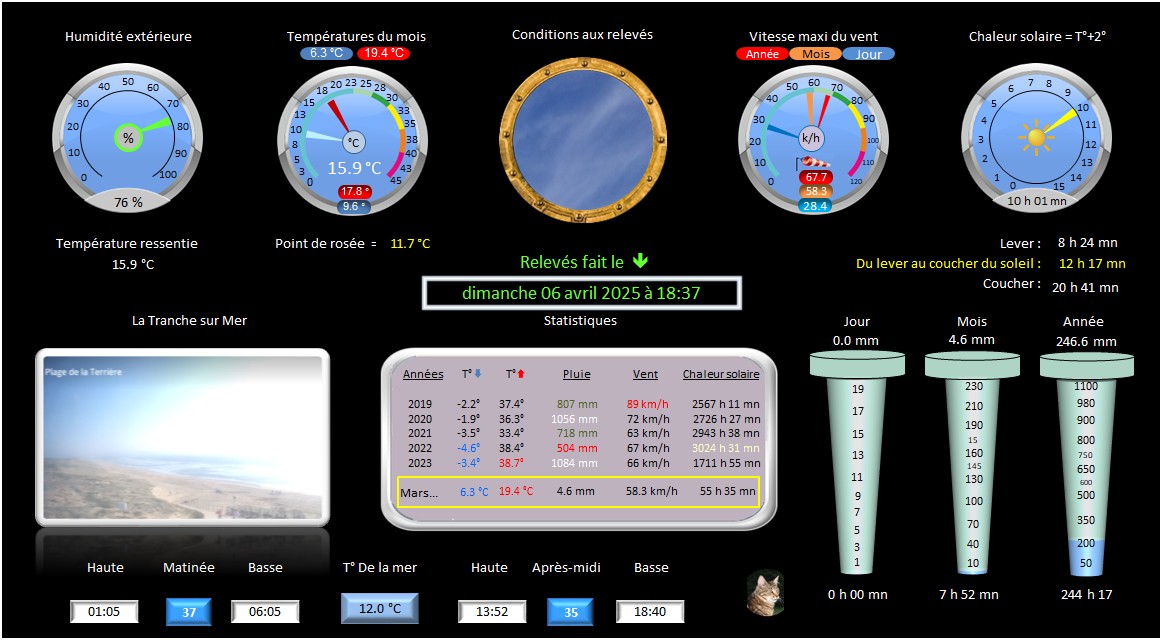 Humidité extérieure
Températures du mois
Conditions aux relevés
Vitesse maxi du vent
Chaleur solaire = T°+2°
6.3 °C 19.4 °C
Année Mois Jour
0 10 20 30 40 50 60 70 80 90 100
%
76 %
0 3 5 8 10 13 15 18 20 23 25 28 30 33 35 38 40 43 45
°C
15.9 °C
17.8 °
9.6 °
0 10 20 30 40 50 60 70 80 90 100 110 120
k/h
67.7
58.3
28.4
0 1 2 3 4 5 6 7 8 9 10 11 12 13 14 15
10 h 01 mn
Température ressentie
15.9 °C
Point de rosée = 11.7 °C
Relevés fait le
dimanche 06 avril 2025 à 18:37
Lever : 8 h 24 mn
Du lever au coucher du soleil : 12 h 17 mn
Coucher : 20 h 41 mn
La Tranche sur Mer
Plage de la Terrière
Statistiques
Années T° T° Pluie Vent Chaleur solaire
2019 -2.2° 37.4° 807 mm 89 km/h 2567 h 11 mn
2020 -1.9° 36.3° 1056 mm 72 km/h 2726 h 27 mn
2021 -3.5° 33.4° 718 mm 63 km/h 2943 h 38 mn
2022 -4.6° 38.4° 504 mm 67 km/h 3024 h 31 mn
2023 -3.4° 38.7° 1084 mm 66 km/h 1711 h 55 mn
Mars... 6.3 °C 19.4 °C 4.6 mm 58.3 km/h 55 h 35 mn
Jour
0.0 mm
19
17
15
13
11
9
7
5
3
1
0 h 00 mn
Mois
4.6 mm
230
210
190
15
160
145
130
100
70
40
10
7 h 52 mn
Année
246.6 mm
1100
980
900
800
750
650
600
500
350
200
50
244 h 17
Haute Matinée Basse
01:05 37 06:05
T° De la mer
12.0 °C
Haute Après-midi Basse
13:52 35 18:40